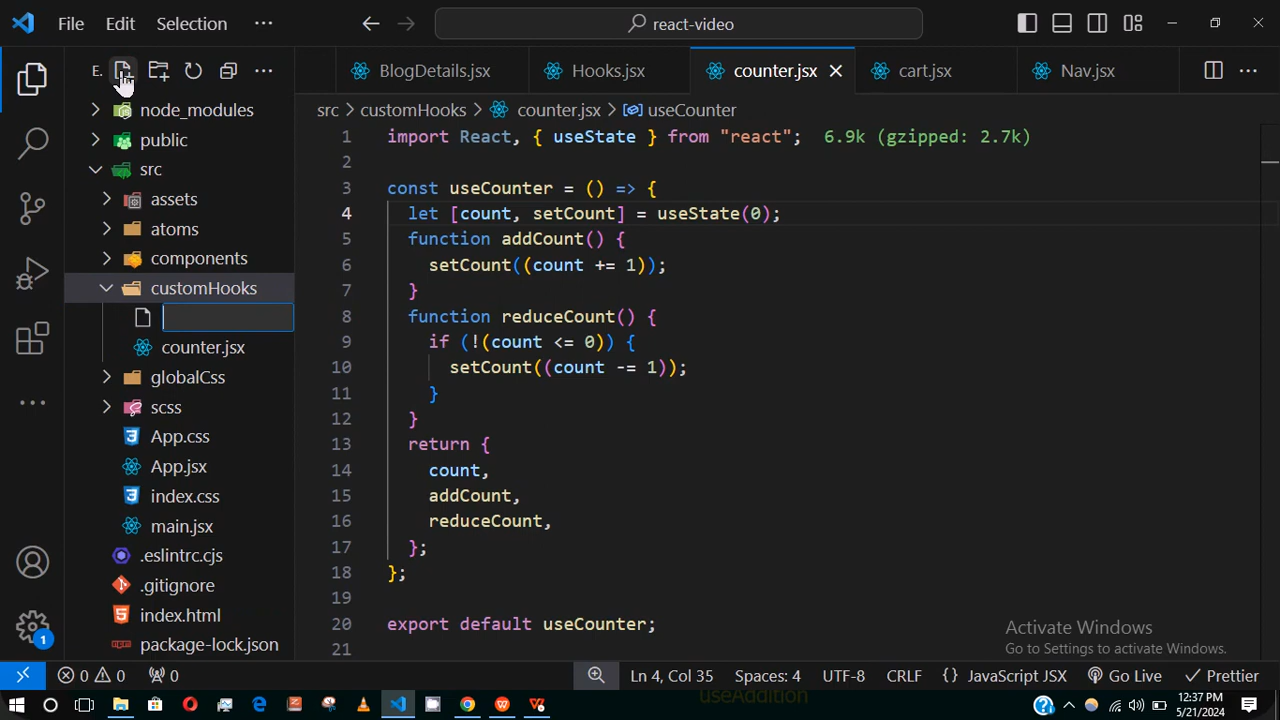 File Edit Selection ··· react-video
E.
BlogDetails.jsx Hooks.jsx counter.jsx cart.jsx Nav.jsx
src > customHooks > counter.jsx > useCounter
node_modules
public
src
assets
atoms
components
customHooks
counter.jsx
globalCss
scss
App.css
App.jsx
index.css
main.jsx
.eslintrc.cjs
.gitignore
index.html
package-lock.json
1 import React, { useState } from "react"; 6.9k (gzipped: 2.7k)
2
3 const useCounter = () => {
4 let [count, setCount] = useState(0);
5 function addCount() {
6 setCount((count += 1));
7 }
8 function reduceCount() {
9 if (!(count <= 0)) {
10 setCount((count -= 1));
11 }
12 }
13 return {
14 count,
15 addCount,
16 reduceCount,
17 };
18 };
19
20 export default useCounter;
21
Activate Windows
Go to Settings to activate Windows.
1
0 0 0 Ln 4, Col 35 Spaces: 4 UTF-8 CRLF {} JavaScript JSX Go Live Prettier
useAddition
12:37 PM
5/21/2024